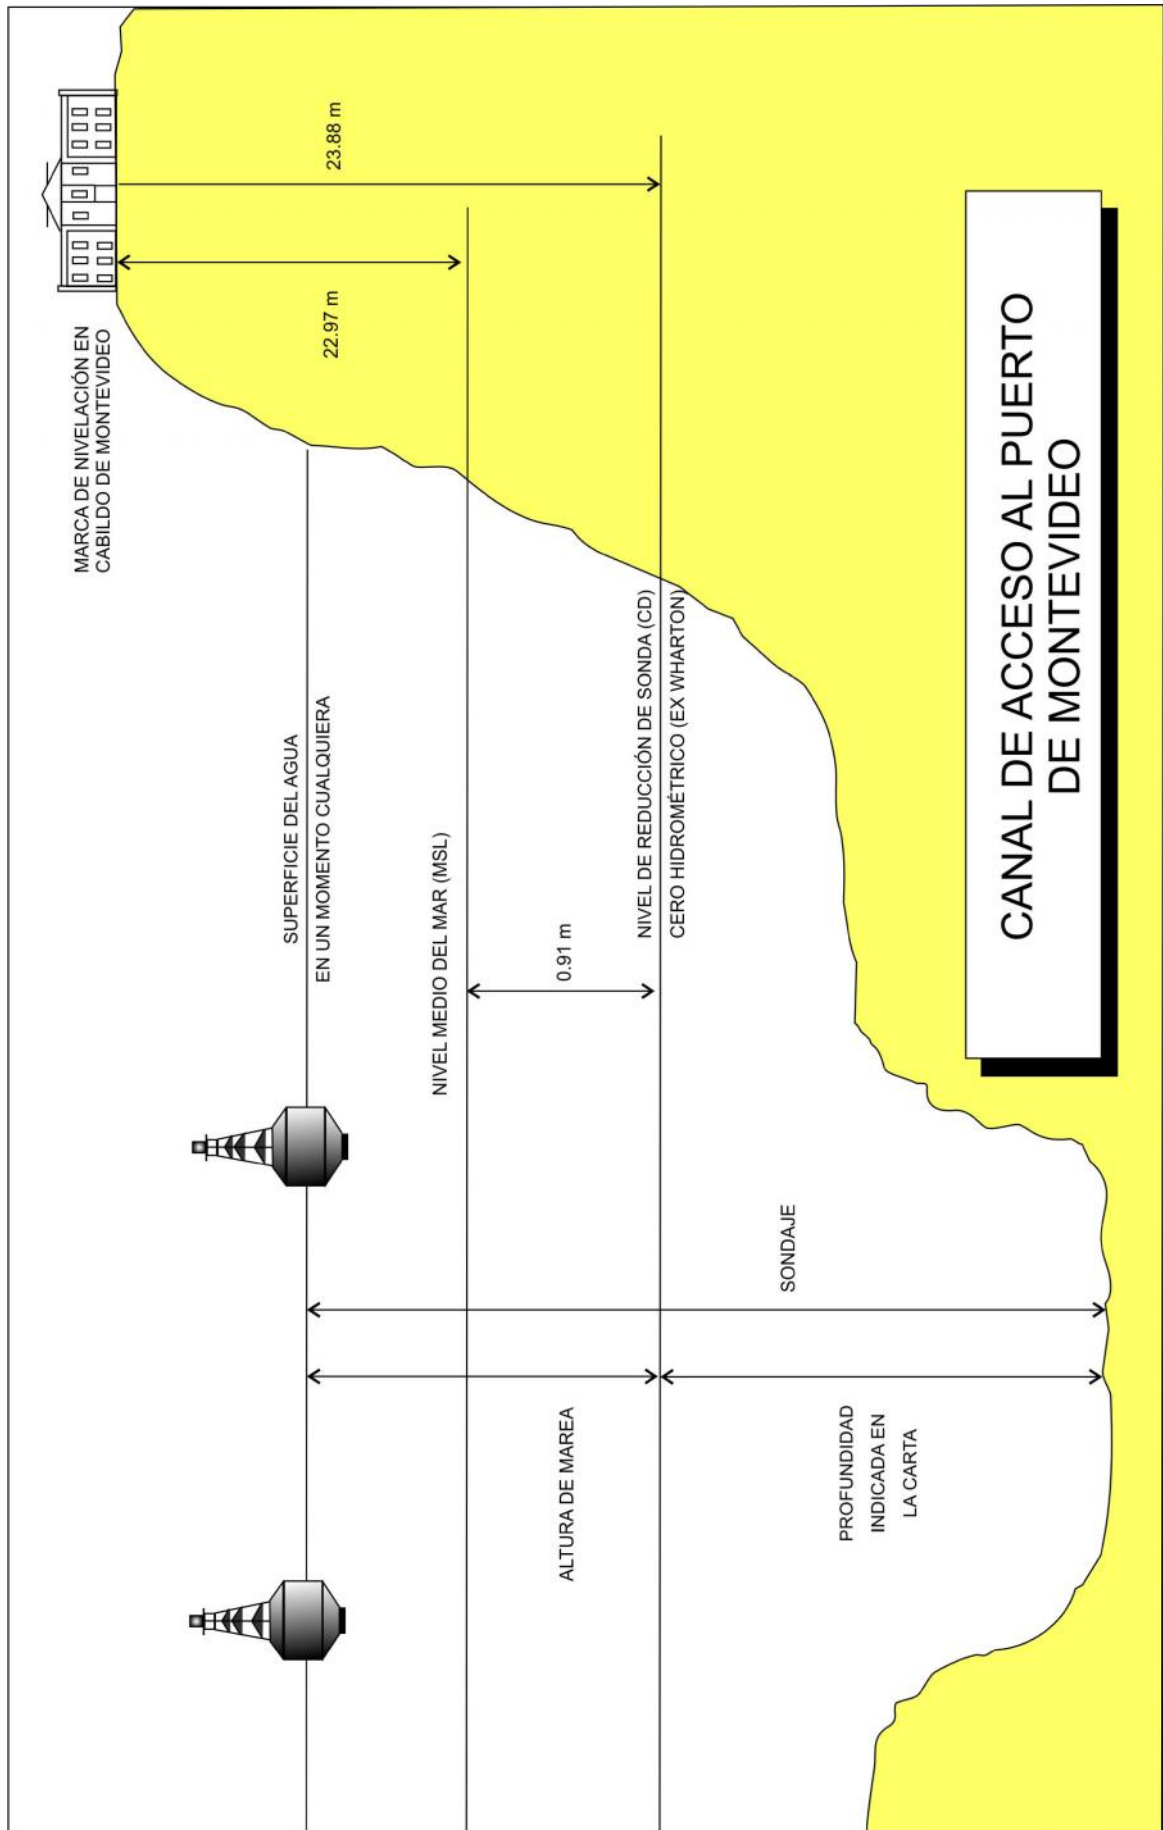 MARCA DE NIVELACIÓN EN
CABILDO DE MONTEVIDEO
23.88 m
22.97 m
SUPERFICIE DEL AGUA
EN UN MOMENTO CUALQUIERA
NIVEL MEDIO DEL MAR (MSL)
0.91 m
NIVEL DE REDUCCIÓN DE SONDA (CD)
CERO HIDROMÉTRICO (EX WHARTON)
SONDAJE
ALTURA DE MAREA
PROFUNDIDAD
INDICADA EN
LA CARTA
CANAL DE ACCESO AL PUERTO
DE MONTEVIDEO